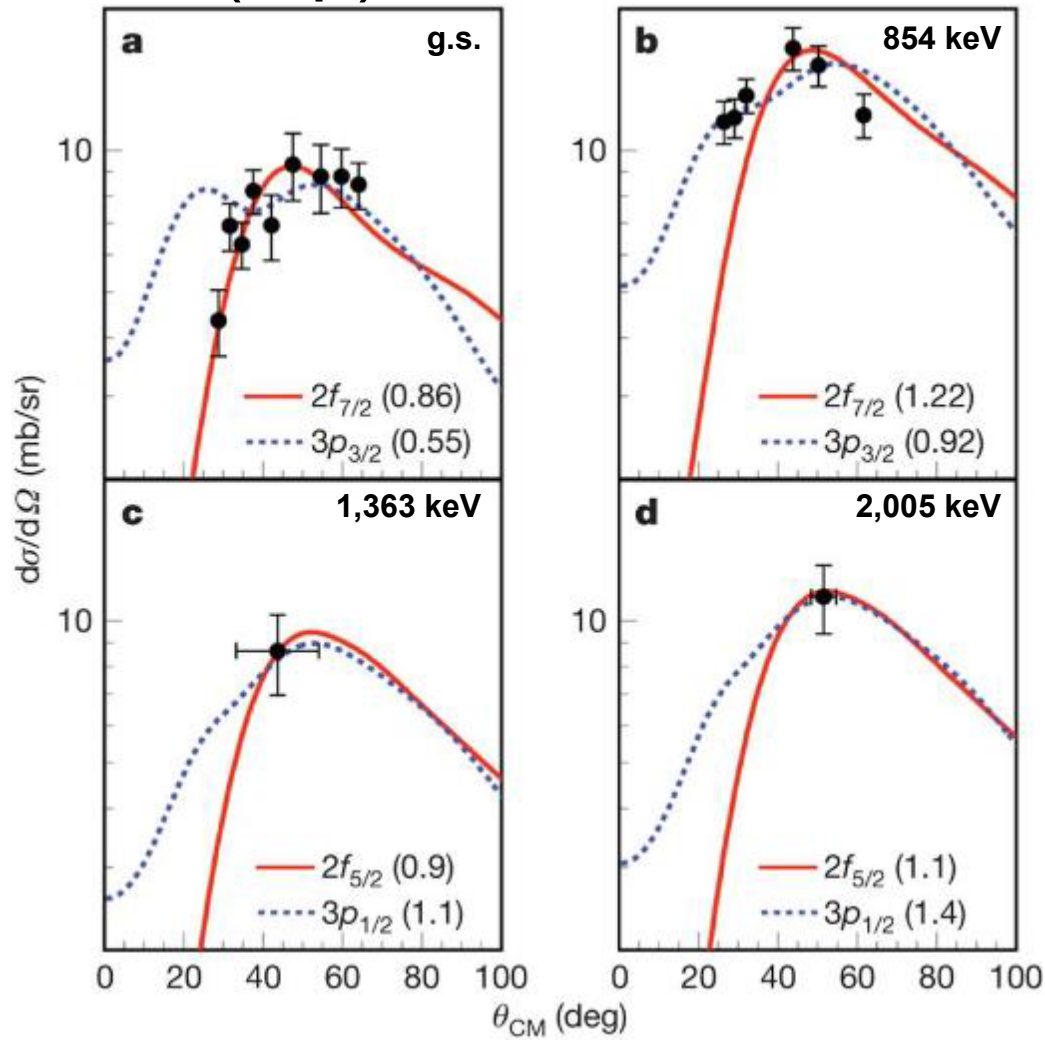 a
g.s.
b
854 keV
10
10
2f7/2 (0.86)
3p3/2 (0.55)
2f7/2 (1.22)
3p3/2 (0.92)
dσ/dΩ (mb/sr)
c
1,363 keV
d
2,005 keV
10
10
2f5/2 (0.9)
3p1/2 (1.1)
2f5/2 (1.1)
3p1/2 (1.4)
0 20 40 60 80 100
0 20 40 60 80 100
θCM (deg)